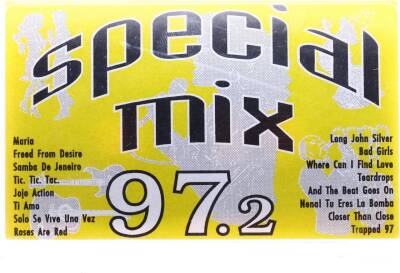 special
mix
97.2
Maria
Freed From Desire
Samba De Janeiro
Tic. Tic. Tac.
Jojo Action
Ti Amo
Solo Se Vive Una Vez
Roses Are Red
Long John Silver
Bad Girls
Where Can I Find Love
Teardrops
And The Beat Goes On
Nenal Tu Eres La Bomba
Closer Than Close
Trapped 97